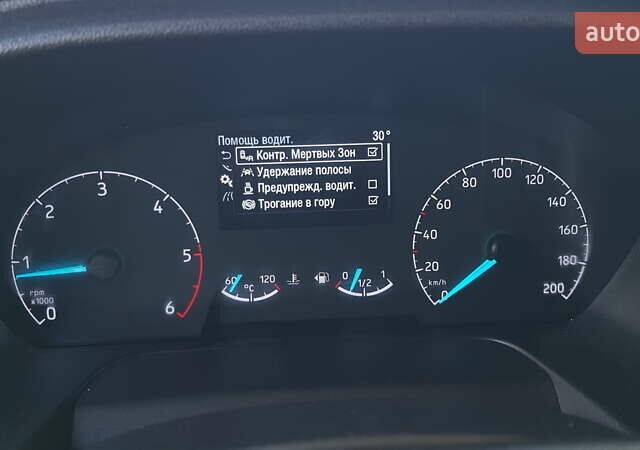 auto
Помощь водит. 30°
Контр. Мертвых Зон
Удержание полосы
Предупрежд. водит.
Трогание в гору
0 1 2 3 4 5 6
rpm
x1000
60 120
°C
0 1/2 1
0 20 30 40 60 80 100 120 140 160 180 200
km/h